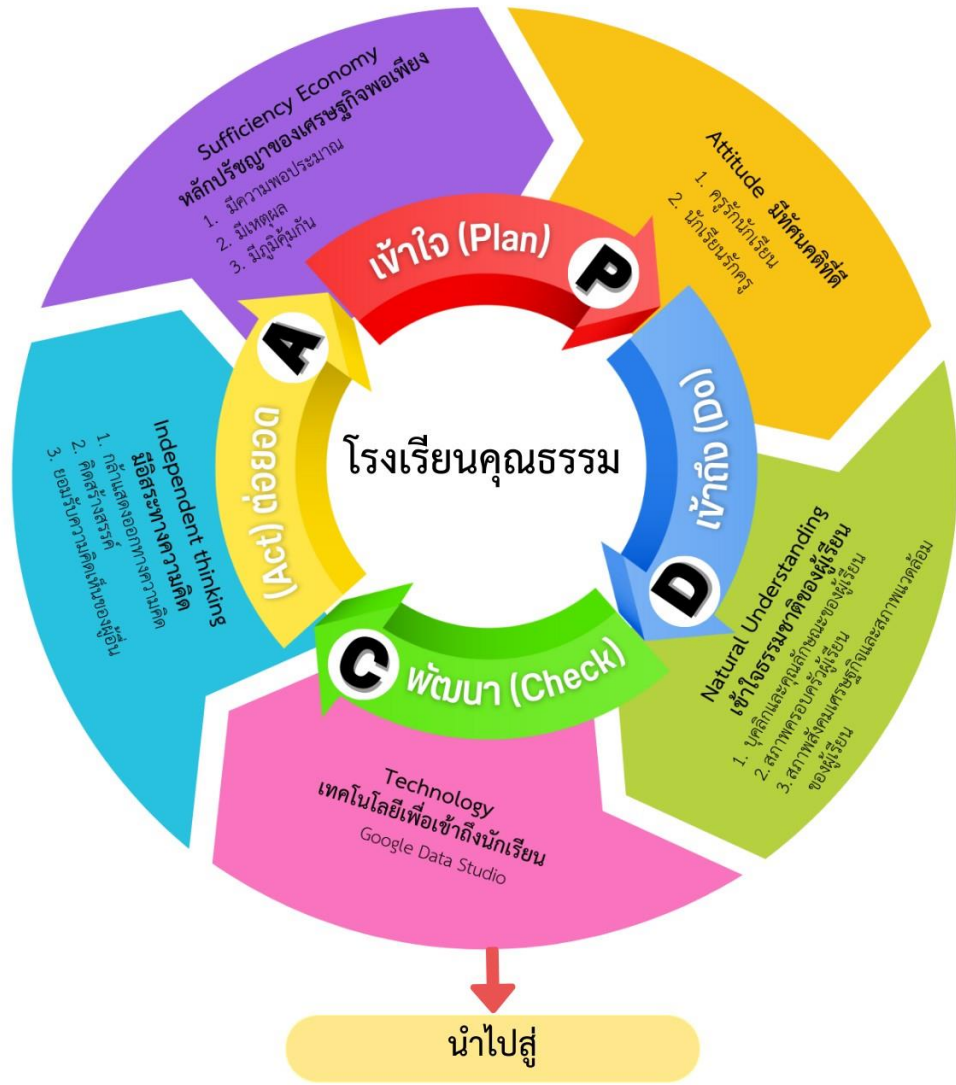 Sufficiency Economy
หลักปรัชญาของเศรษฐกิจพอเพียง
1. มีความพอประมาณ
2. มีเหตุผล
3. มีภูมิคุ้มกัน
Attitude มีทัศนคติที่ดี
1. ครูรักนักเรียน
2. นักเรียนรักครู
Natural Understanding
เข้าใจธรรมชาติของผู้เรียน
1. บุคลิกและคุณลักษณะของผู้เรียน
2.สภาพครอบครัวผู้เรียน
3.สภาพสังคมเศรษฐกิจและสภาพแวดล้อม
ของผู้เรียน
Technology
เทคโนโลยีเพื่อเข้าถึงนักเรียน
Google Data Studio
Independent thinking
มีอิสระทางความคิด
1. กล้าแสดงออกทางความคิด
2. คิดสร้างสรรค์
3. ยอมรับความคิดเห็นของผู้อื่น
เข้าใจ (Plan)
P
เข้าถึง (Do)
D
พัฒนา (Check)
C
ต่อยอด (Act)
A
โรงเรียนคุณธรรม
นำไปสู่